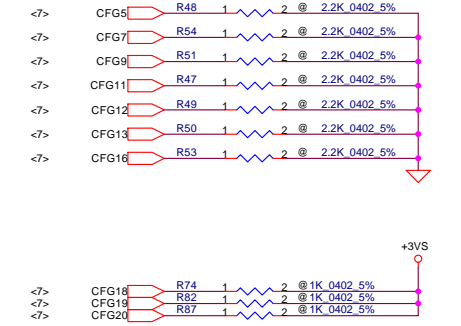 <7> CFG5 R48 1 2 @ 2.2K_0402_5%
<7> CFG7 R54 1 2 @ 2.2K_0402_5%
<7> CFG9 R51 1 2 @ 2.2K_0402_5%
<7> CFG11 R47 1 2 @ 2.2K_0402_5%
<7> CFG12 R49 1 2 @ 2.2K_0402_5%
<7> CFG13 R50 1 2 @ 2.2K_0402_5%
<7> CFG16 R53 1 2 @ 2.2K_0402_5%
+3VS
<7> CFG18 R74 1 2 @ 1K_0402_5%
<7> CFG19 R82 1 2 @ 1K_0402_5%
<7> CFG20 R87 1 2 @ 1K_0402_5%